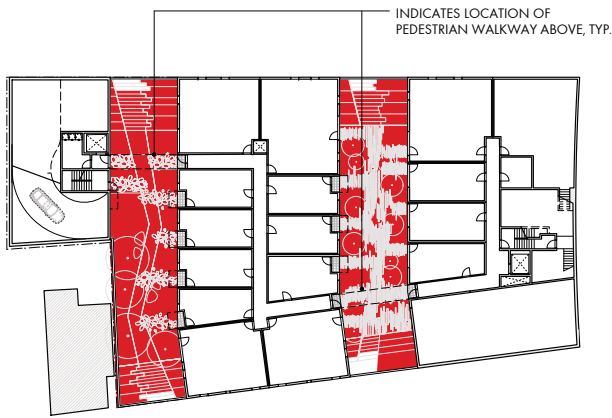 INDICATES LOCATION OF
PEDESTRIAN WALKWAY ABOVE, TYP.